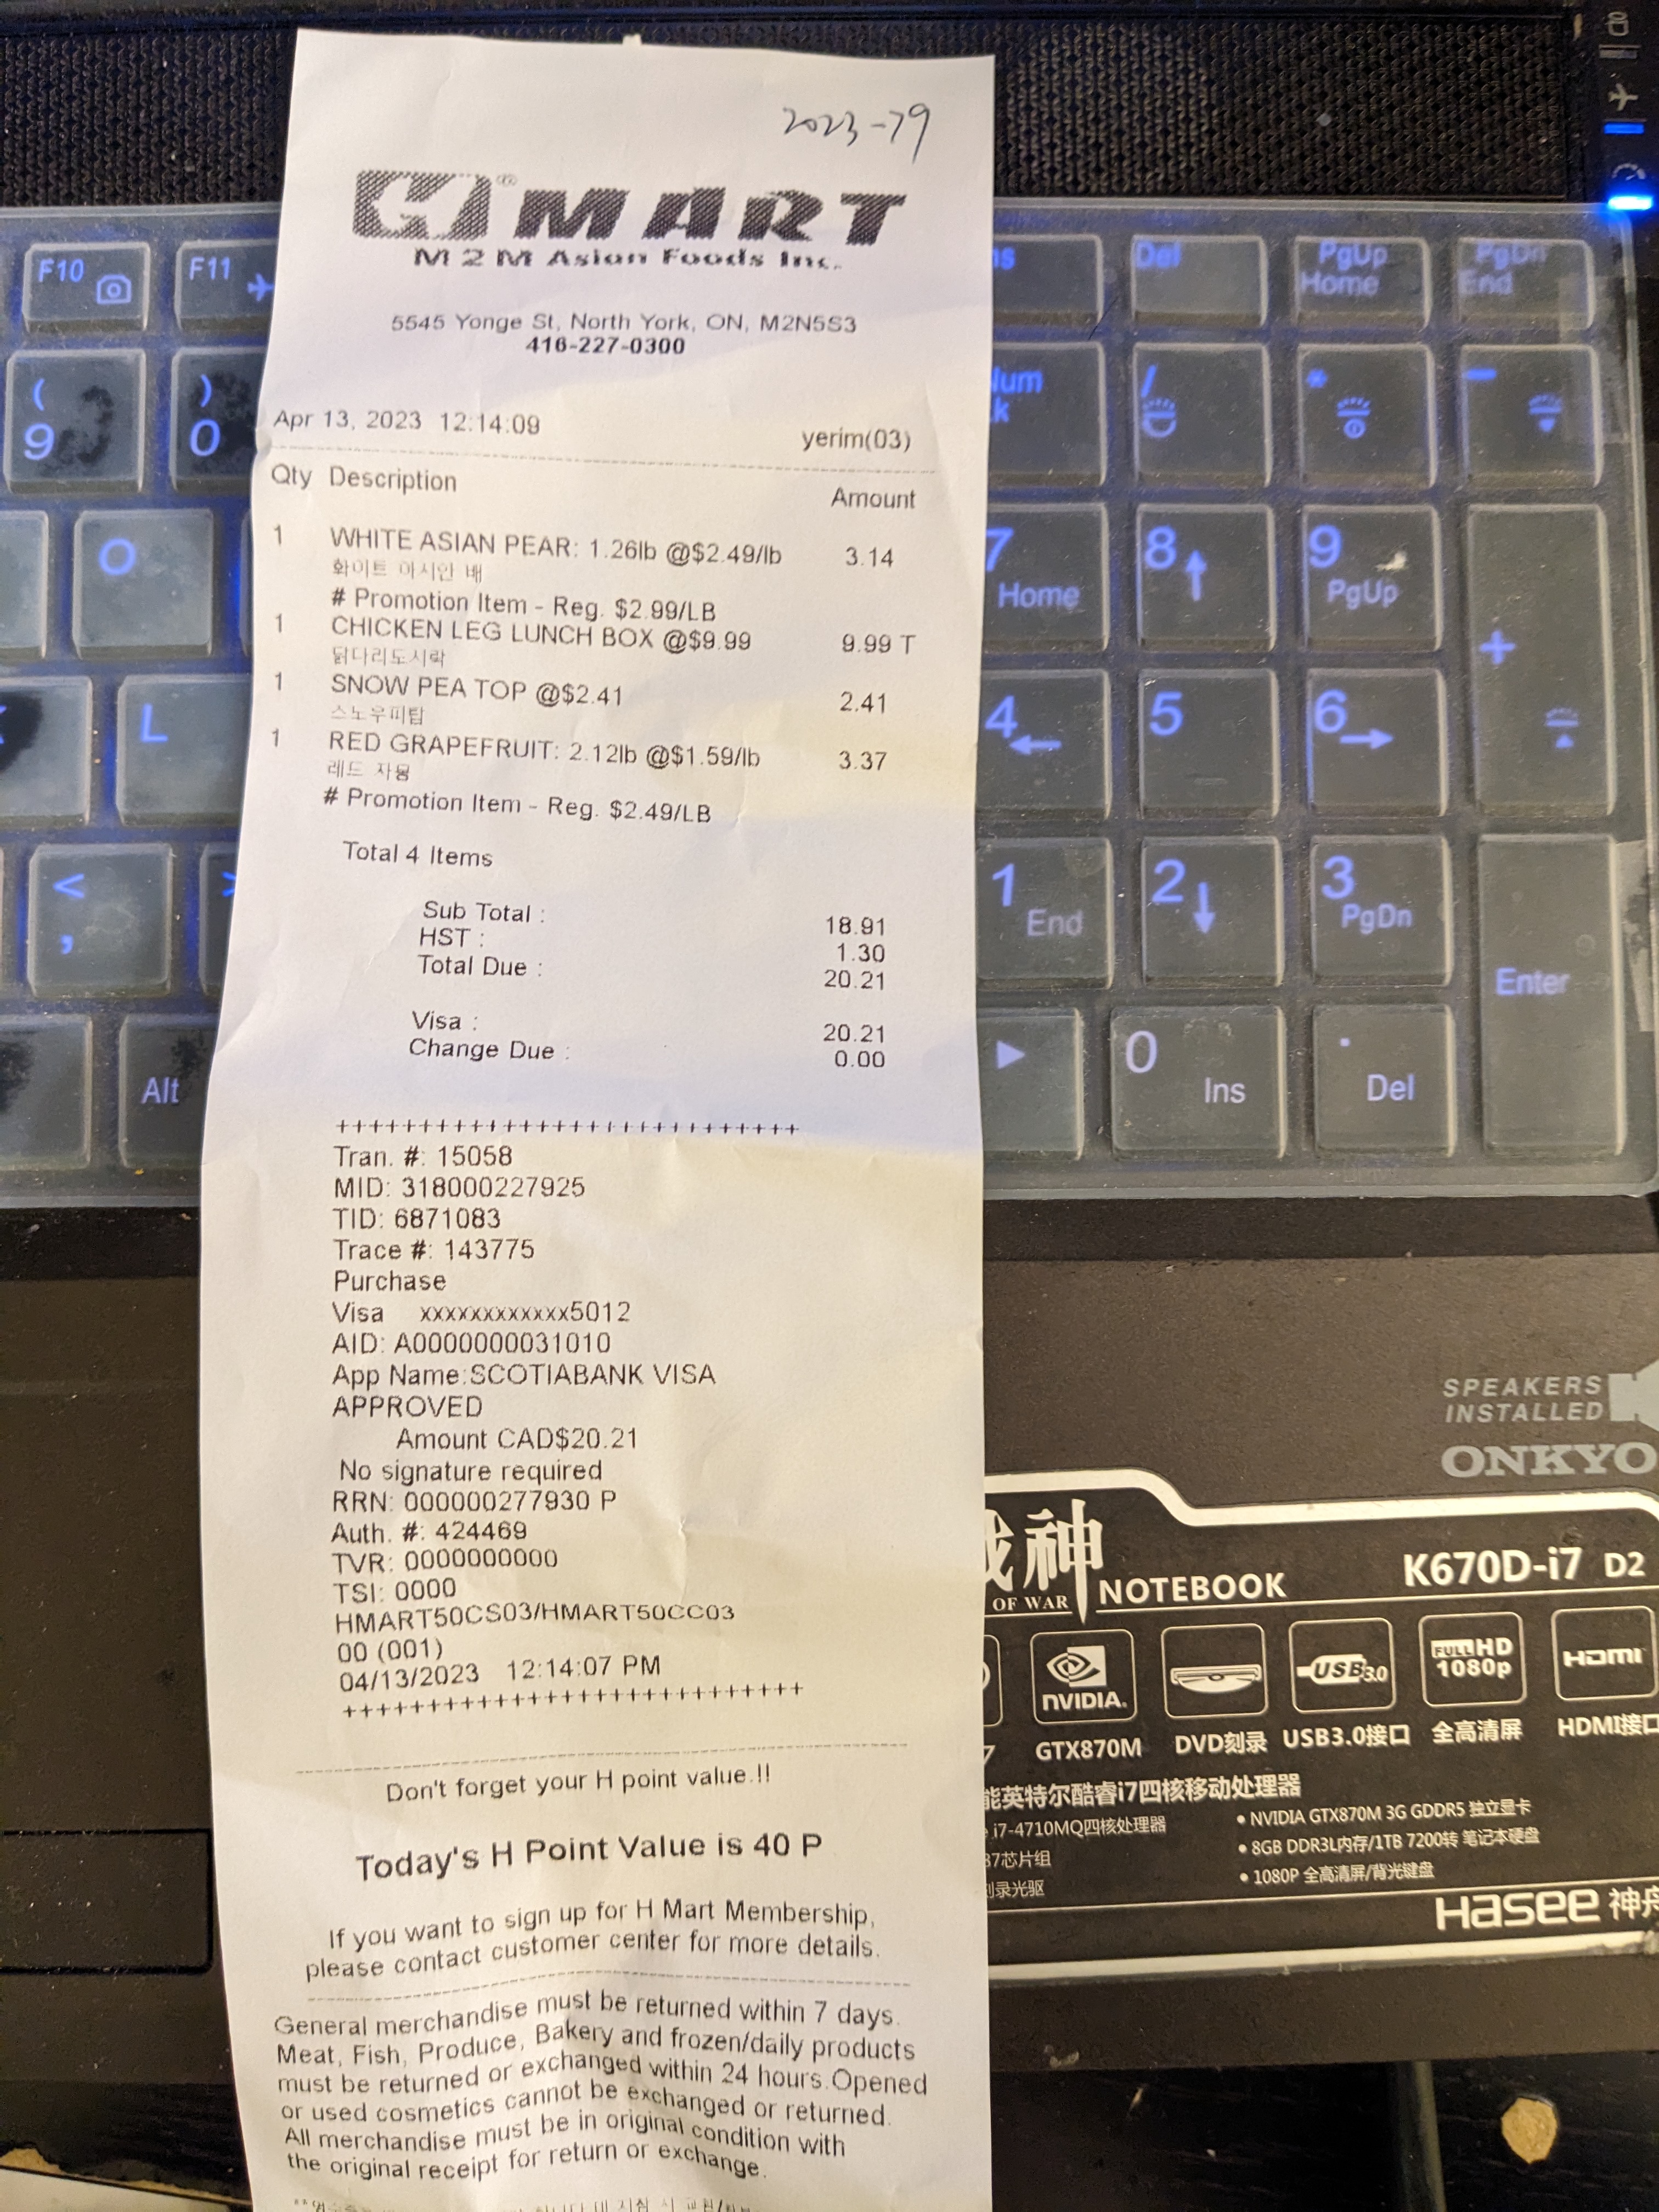 2023-79
H MART
M2M Asian Foods Inc.
5545 Yonge St, North York, ON, M2N5S3
416-227-0300
Apr 13, 2023 12:14:09 yerim(03)
Qty Description Amount
1 WHITE ASIAN PEAR: 1.26lb @$2.49/lb 3.14
화이트 아시안 배
# Promotion Item - Reg. $2.99/LB
1 CHICKEN LEG LUNCH BOX @$9.99 9.99 T
닭다리도시락
1 SNOW PEA TOP @$2.41 2.41
스노우피탑
1 RED GRAPEFRUIT: 2.12lb @$1.59/lb 3.37
레드 자몽
# Promotion Item - Reg. $2.49/LB
Total 4 Items
Sub Total : 18.91
HST : 1.30
Total Due : 20.21
Visa : 20.21
Change Due : 0.00
++++++++++++++++++++++++++++
Tran. #: 15058
MID: 318000227925
TID: 6871083
Trace #: 143775
Purchase
Visa xxxxxxxxxxxx5012
AID: A0000000031010
App Name:SCOTIABANK VISA
APPROVED
Amount CAD$20.21
No signature required
RRN: 000000277930 P
Auth. #: 424469
TVR: 0000000000
TSI: 0000
HMART50CS03/HMART50CC03
00 (001)
04/13/2023 12:14:07 PM
++++++++++++++++++++++++++++
Don't forget your H point value.!!
Today's H Point Value is 40 P
If you want to sign up for H Mart Membership,
please contact customer center for more details.
General merchandise must be returned within 7 days.
Meat, Fish, Produce, Bakery and frozen/daily products
must be returned or exchanged within 24 hours.Opened
or used cosmetics cannot be exchanged or returned.
All merchandise must be in original condition with
the original receipt for return or exchange.
F10
F11
Del
PgUp
Home
PgDn
End
(
9
)
0
/
*
-
O
7
Home
8
9
PgUp
+
L
4
5
6
<
,
1
End
2
3
PgDn
Enter
Alt
0
Ins
.
Del
SPEAKERS
INSTALLED
ONKYO
战神
OF WAR
NOTEBOOK
K670D-i7 D2
NVIDIA.
USB3.0
FULL HD
1080p
HDMI
GTX870M
DVD刻录
USB3.0接口
全高清屏
HDMI接口
能英特尔酷睿i7四核移动处理器
i7-4710MQ四核处理器
87芯片组
刻录光驱
• NVIDIA GTX870M 3G GDDR5 独立显卡
• 8GB DDR3L内存/1TB 7200转 笔记本硬盘
• 1080P 全高清屏/背光键盘
Hasee 神舟